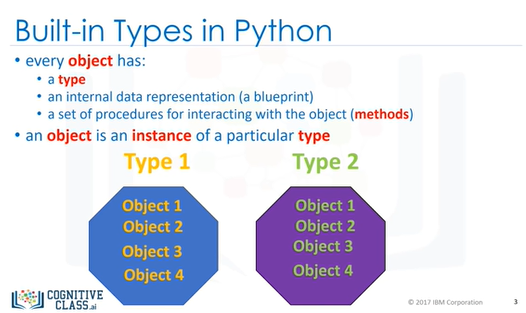 Built-in Types in Python
• every object has:
• a type
• an internal data representation (a blueprint)
• a set of procedures for interacting with the object (methods)
• an object is an instance of a particular type
Type 1
Type 2
Object 1
Object 2
Object 3
Object 4
Object 1
Object 2
Object 3
Object 4
COGNITIVE
CLASS.ai
© 2017 IBM Corporation
3